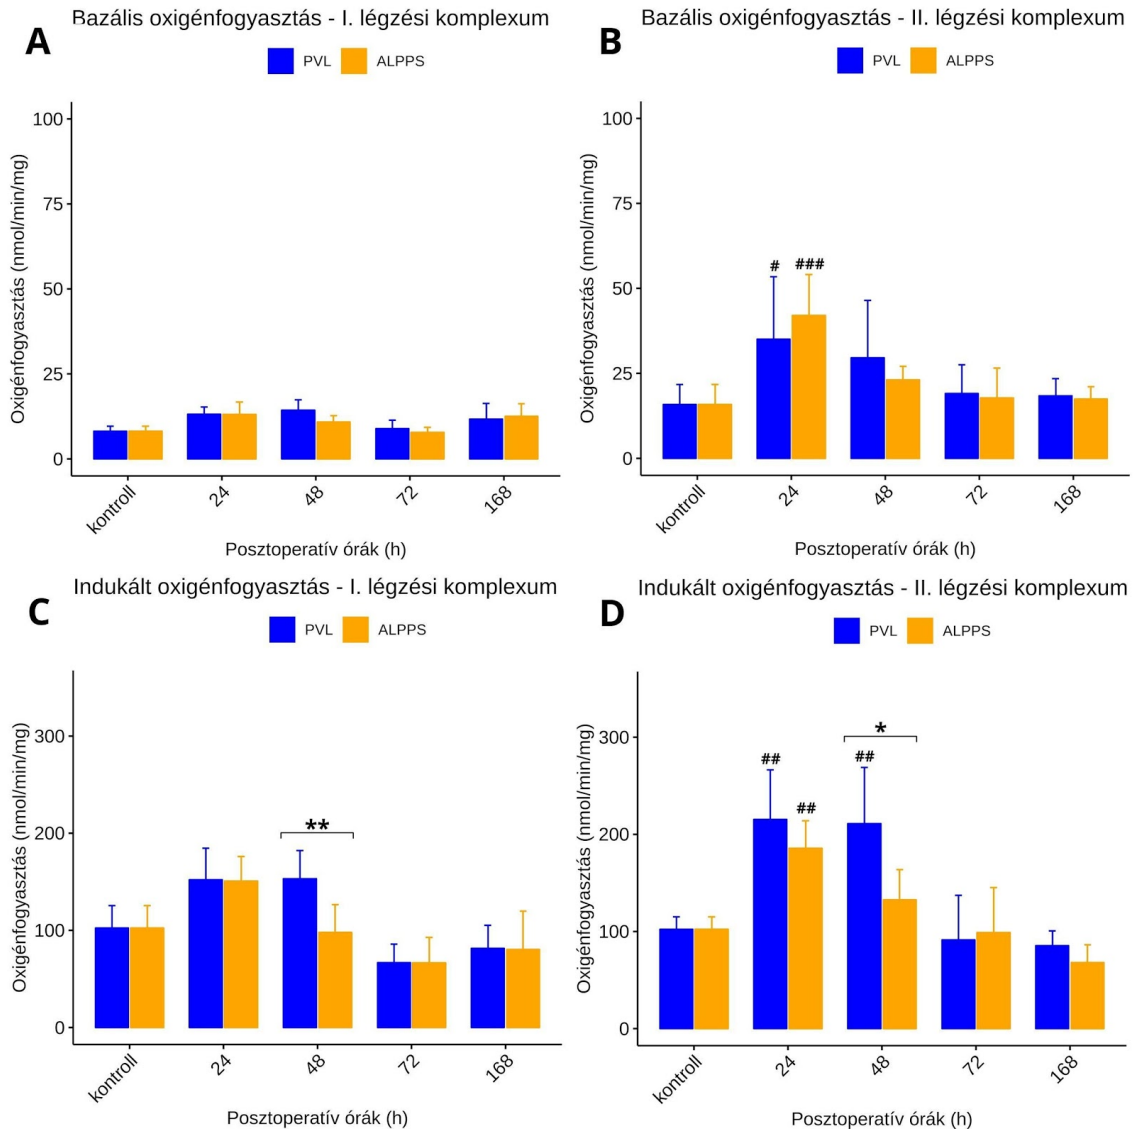 A
Bazális oxigénfogyasztás - I. légzési komplexum
PVL ALPPS
Oxigénfogyasztás (nmol/min/mg)
100
75
50
25
0
kontroll 24 48 72 168
Posztoperatív órák (h)
B
Bazális oxigénfogyasztás - II. légzési komplexum
PVL ALPPS
Oxigénfogyasztás (nmol/min/mg)
100
75
50
25
0
# ###
kontroll 24 48 72 168
Posztoperatív órák (h)
C
Indukált oxigénfogyasztás - I. légzési komplexum
PVL ALPPS
Oxigénfogyasztás (nmol/min/mg)
300
200
100
0
**
kontroll 24 48 72 168
Posztoperatív órák (h)
D
Indukált oxigénfogyasztás - II. légzési komplexum
PVL ALPPS
Oxigénfogyasztás (nmol/min/mg)
300
200
100
0
*
## ##
##
kontroll 24 48 72 168
Posztoperatív órák (h)